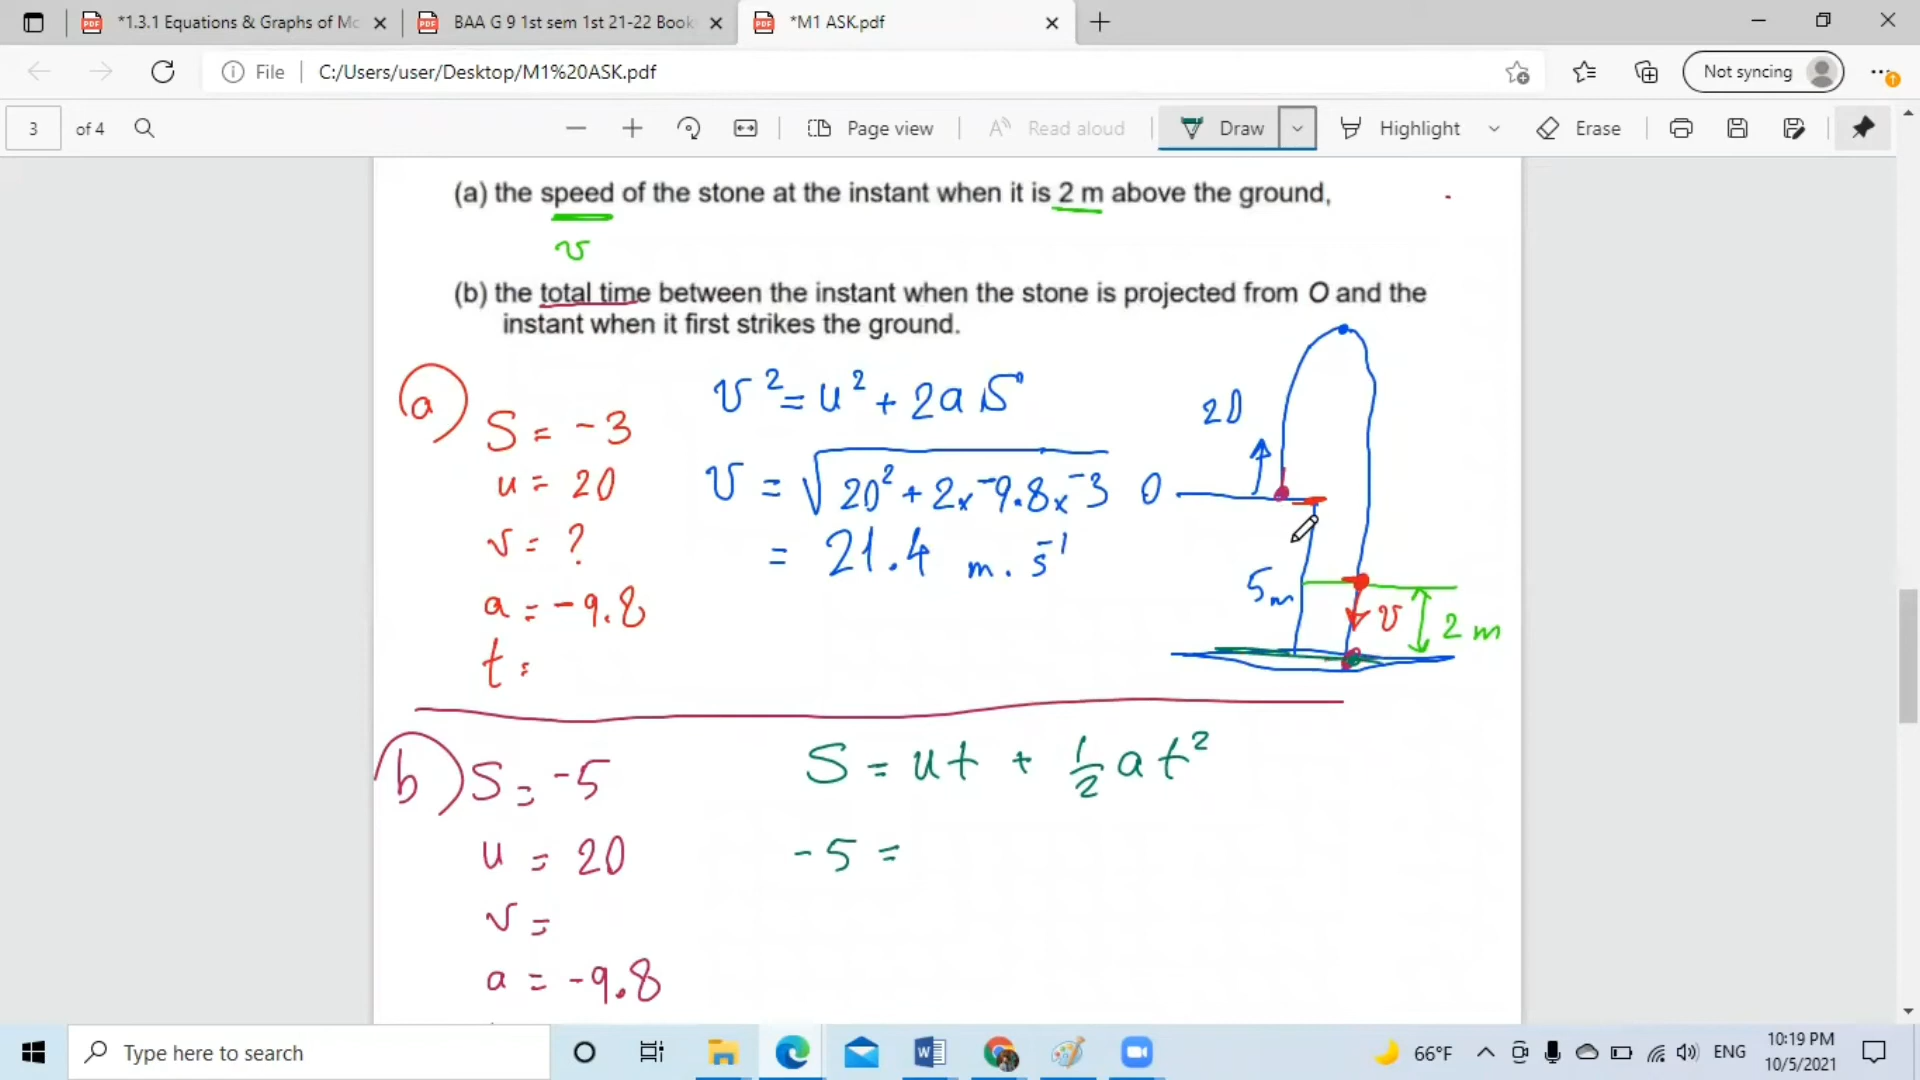 *1.3.1 Equations & Graphs of Mo
BAA G 9 1st sem 1st 21-22 Book
*M1 ASK.pdf
File
C:/Users/user/Desktop/M1%20ASK.pdf
Not syncing
3 of 4
Page view
Read aloud
Draw
Highlight
Erase
(a) the speed of the stone at the instant when it is 2 m above the ground,
v
(b) the total time between the instant when the stone is projected from O and the
instant when it first strikes the ground.
a
S = -3
u = 20
v = ?
a = -9.8
t =
v² = u² + 2aS
v = √20² + 2x⁻9.8x⁻3
= 21.4 m.s⁻¹
20
O
5m
v
2 m
b
S = -5
u = 20
v =
a = -9.8
S = ut + ½at²
-5 =
Type here to search
66°F
ENG
10:19 PM
10/5/2021